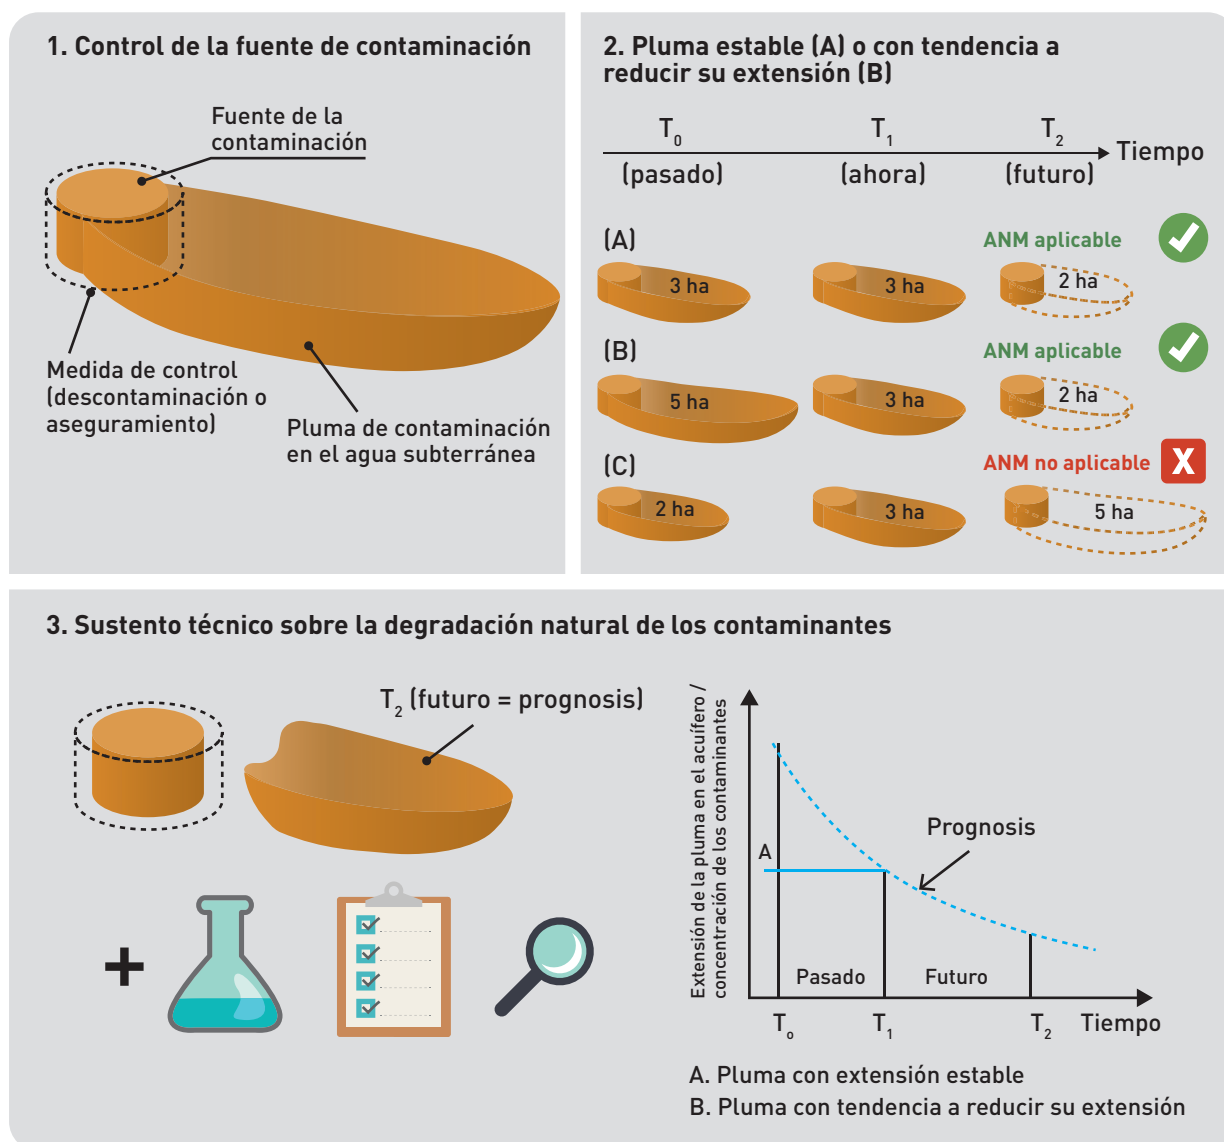 1. Control de la fuente de contaminación
Fuente de la
contaminación
Medida de control
(descontaminación o
aseguramiento)
Pluma de contaminación
en el agua subterránea
2. Pluma estable (A) o con tendencia a
reducir su extensión (B)
T₀ T₁ T₂
Tiempo
(pasado) (ahora) (futuro)
(A)
ANM aplicable
3 ha 3 ha 2 ha
(B)
ANM aplicable
5 ha 3 ha 2 ha
(C)
ANM no aplicable X
2 ha 3 ha 5 ha
3. Sustento técnico sobre la degradación natural de los contaminantes
T₂ (futuro = prognosis)
+
Extensión de la pluma en el acuífero /
concentración de los contaminantes
Prognosis
A
Pasado Futuro
Tₒ T₁ T₂ Tiempo
A. Pluma con extensión estable
B. Pluma con tendencia a reducir su extensión